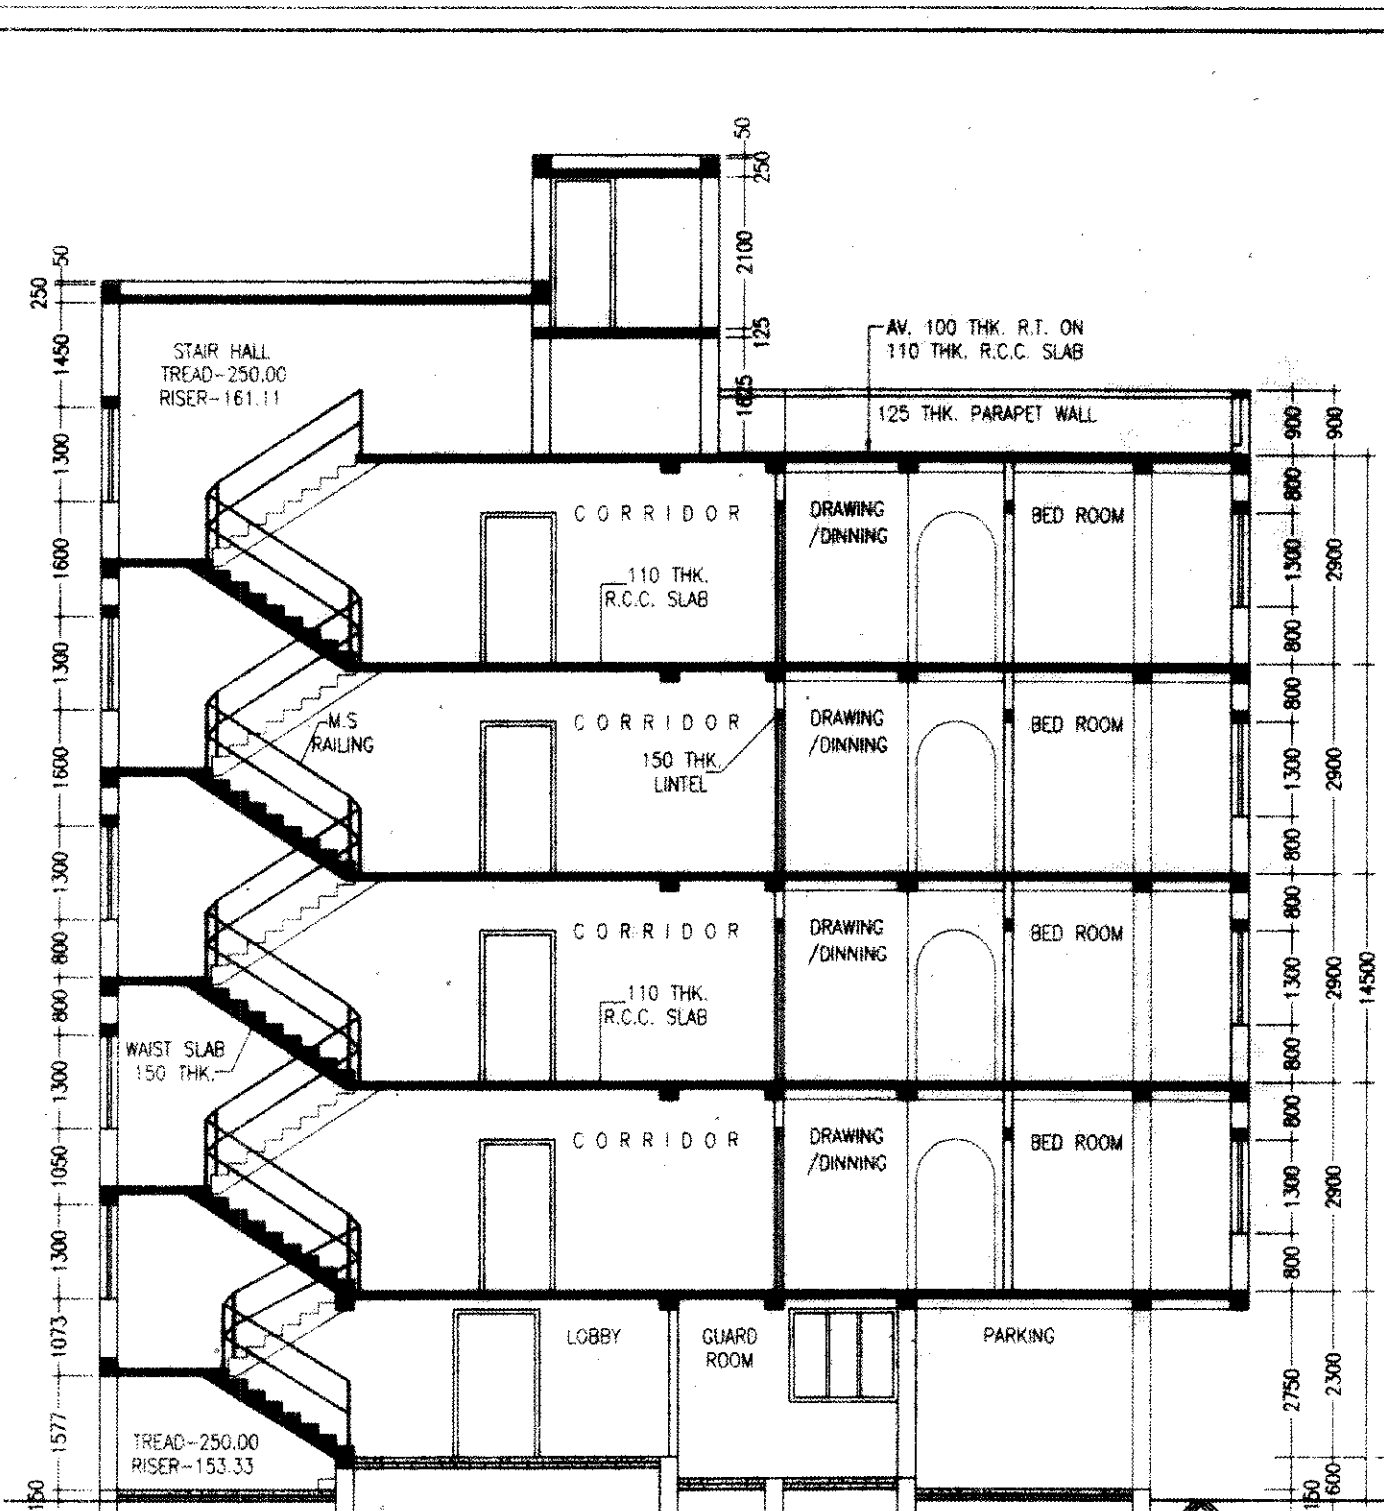 50
250
2100
125
1625
50
250
1450
1300
1600
1300
1600
1300
800
800
1300
1050
1300
1073
1577
150
STAIR HALL
TREAD-250.00
RISER-161.11
AV. 100 THK. R.T. ON
110 THK. R.C.C. SLAB
125 THK. PARAPET WALL
CORRIDOR
DRAWING
/DINNING
BED ROOM
110 THK.
R.C.C. SLAB
M.S
RAILING
CORRIDOR
150 THK.
LINTEL
DRAWING
/DINNING
BED ROOM
CORRIDOR
DRAWING
/DINNING
BED ROOM
110 THK.
R.C.C. SLAB
WAIST SLAB
150 THK.
CORRIDOR
DRAWING
/DINNING
BED ROOM
LOBBY
GUARD
ROOM
PARKING
TREAD-250.00
RISER-153.33
900
800
1300
800
800
1300
800
800
1300
800
800
1300
800
2750
150
900
2900
2900
2900
2900
2300
600
14500